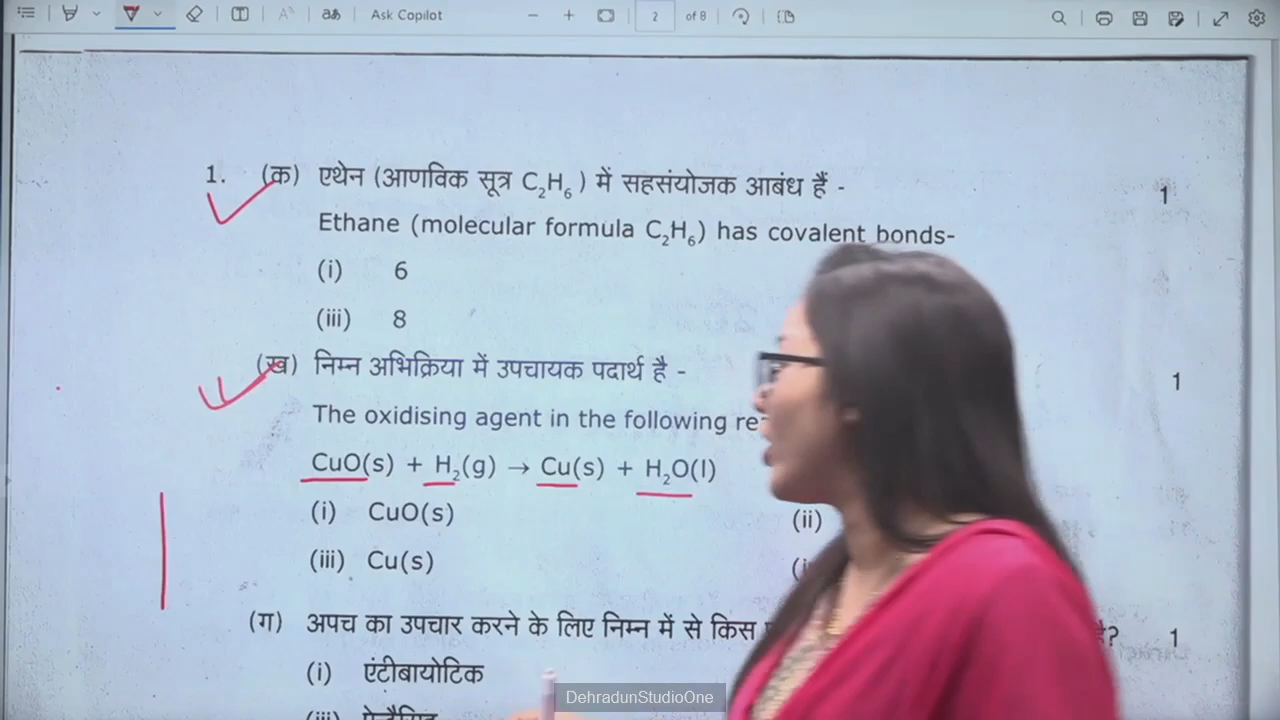 Ask Copilot 2 of 8
1. (क) एथेन (आणविक सूत्र C₂H₆ ) में सहसंयोजक आबंध हैं - 1
Ethane (molecular formula C₂H₆) has covalent bonds-
(i) 6
(iii) 8
(ख) निम्न अभिक्रिया में उपचायक पदार्थ है - 1
The oxidising agent in the following
CuO(s) + H₂(g) → Cu(s) + H₂O(l)
(i) CuO(s) (ii)
(iii) Cu(s)
(ग) अपच का उपचार करने के लिए निम्न में से किस है? 1
(i) एंटीबायोटिक
(iii)
DehradunStudioOne